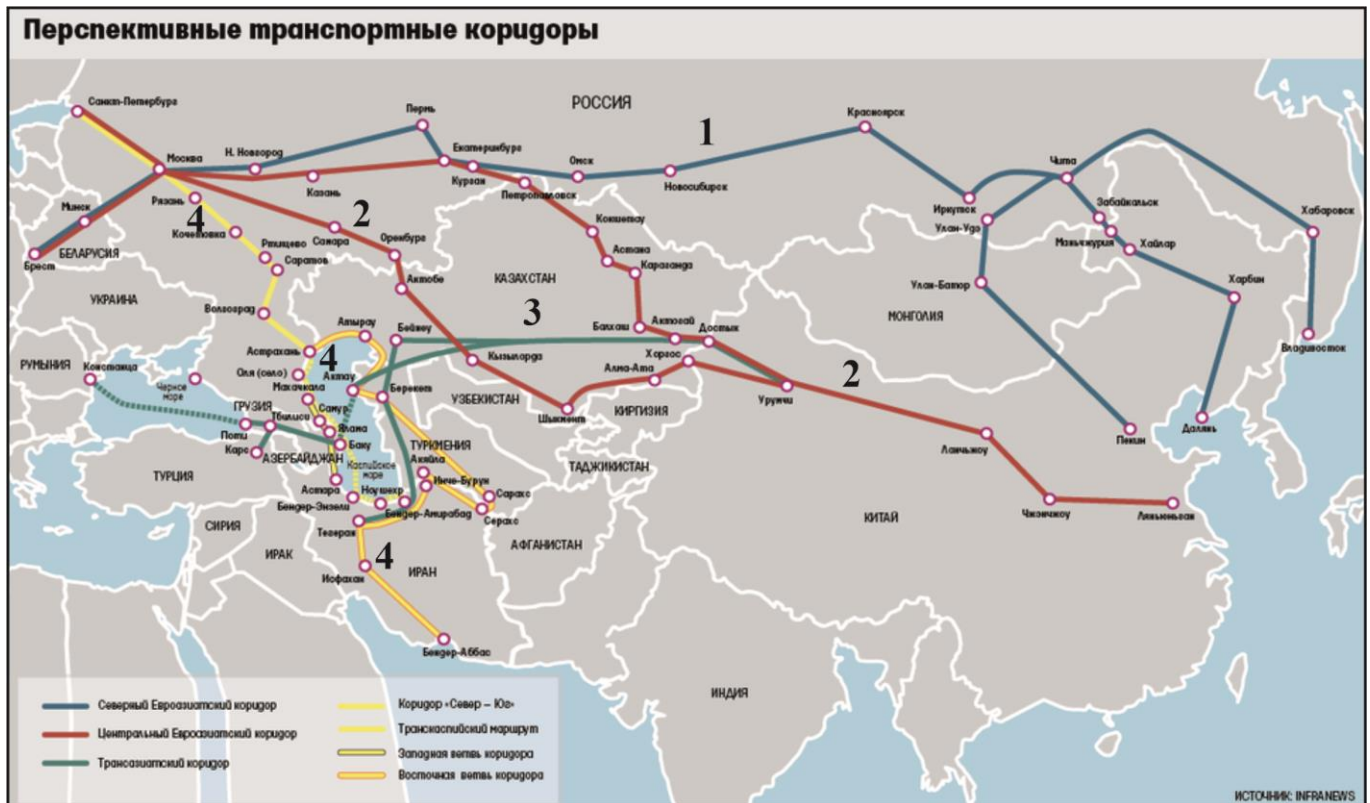 Перспективные транспортные коридоры
Санкт-Петербург
РОССИЯ
Пермь
Красноярск
1
Москва
Н. Новгород
Екатеринбург
Омск
Чита
Казань
Курган
Новосибирск
Петропавловск
Рязань
Минск
4
2
Иркутск
Забайкальск
Хабаровск
Кочетовка
Самара
Кокшетау
Улан-Удэ
Маньчжурия
Хайлар
Ртищево
Оренбург
Астана
БЕЛАРУСИЯ
Брест
Саратов
Караганда
Актобе
КАЗАХСТАН
Улан-Батор
Харбин
УКРАИНА
Волгоград
3
МОНГОЛИЯ
Атырау
Бейнеу
Балхаш
Актогай
Достык
Владивосток
Астрахань
4
Кызылорда
Хоргос
РУМЫНИЯ
Констанца
Оля (село)
Актау
Алма-Ата
2
Черное
море
Махачкала
Берекет
УЗБЕКИСТАН
Урумчи
ГРУЗИЯ
Самур
Шымкент
КИРГИЗИЯ
Тбилиси
Поти
Ялама
Пекин
Далянь
Карс
Баку
ТУРКМЕНИЯ
Ланьчжоу
АЗЕРБАЙДЖАН
Каспийское
море
Акяйла
ТАДЖИКИСТАН
ТУРЦИЯ
Астара
Ноушехр
Инче-Бурун
Сарахс
Бендер-Энзели
Бендер-Амирабад
Серахс
Чжэнчжоу
Ляньюньган
СИРИЯ
Тегеран
КИТАЙ
АФГАНИСТАН
ИРАК
4
ИРАН
Исфахан
Бендер-Аббас
ИНДИЯ
Северный Евроазиатский коридор
Центральный Евроазиатский коридор
Трансазиатский коридор
Коридор «Север – Юг»
Транскаспийский маршрут
Западная ветвь коридора
Восточная ветвь коридора
ИСТОЧНИК: INFRANEWS